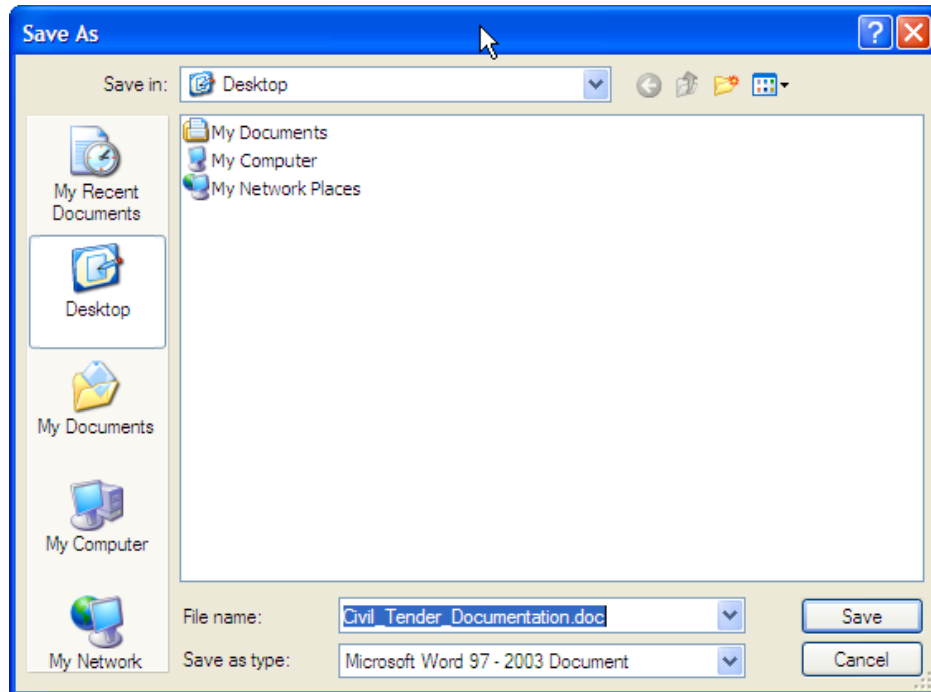 Save As
Save in:
Desktop
My Documents
My Computer
My Network Places
My Recent
Documents
Desktop
My Documents
My Computer
My Network
File name:
Civil_Tender_Documentation.doc
Save
Save as type:
Microsoft Word 97 - 2003 Document
Cancel